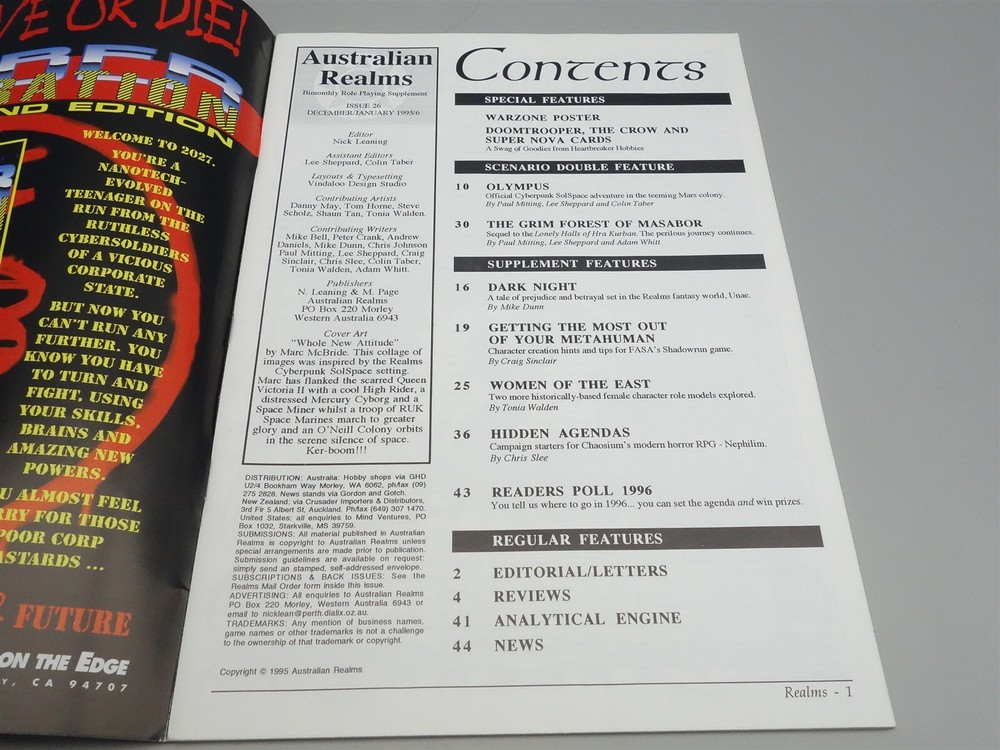 VE OR DIE!
ND EDITION
WELCOME TO 2027.
YOU'RE A
NANOTECH-
EVOLVED
TEENAGER ON THE
RUN FROM THE
RUTHLESS
CYBERSOLDIERS
OF A VICIOUS
CORPORATE
STATE.
BUT NOW YOU
CAN'T RUN ANY
FURTHER. YOU
KNOW YOU HAVE
TO TURN AND
FIGHT, USING
YOUR SKILLS,
BRAINS AND
AMAZING NEW
POWERS.
U ALMOST FEEL
RRY FOR THOSE
POOR CORP
ASTARDS ...
FUTURE
ON THE EDGE
Y, CA 94707
Australian
Realms
Bimonthly Role Playing Supplement
ISSUE 26
DECEMBER/JANUARY 1995/6
Editor
Nick Leaning
Assistant Editors
Lee Sheppard, Colin Taber
Layouts & Typesetting
Vindaloo Design Studio
Contributing Artists
Danny May, Tom Horne, Steve
Scholz, Shaun Tan, Tonia Walden.
Contributing Writers
Mike Bell, Peter Crank, Andrew
Daniels, Mike Dunn, Chris Johnson
Paul Mitting, Lee Sheppard, Craig
Sinclair, Chris Slee, Colin Taber,
Tonia Walden, Adam Whitt.
Publishers
N. Leaning & M. Page
Australian Realms
PO Box 220 Morley
Western Australia 6943
Cover Art
"Whole New Attitude"
by Marc McBride. This collage of
images was inspired by the Realms
Cyberpunk SolSpace setting.
Marc has flanked the scarred Queen
Victoria II with a cool High Rider, a
distressed Mercury Cyborg and a
Space Miner whilst a troop of RUK
Space Marines march to greater
glory and an O'Neill Colony orbits
in the serene silence of space.
Ker-boom!!!
DISTRIBUTION: Australia: Hobby shops via GHD
U2/4 Bookham Way Morley, WA 6062, ph/fax (09)
275 2828. News stands via Gordon and Gotch.
New Zealand: via Crusader Importers & Distributors,
3rd Flr 5 Albert St, Auckland. Ph/fax (649) 307 1470.
United States: all enquiries to Mind Ventures, PO
Box 1032, Starkville, MS 39759.
SUBMISSIONS: All material published in Australian
Realms is copyright to Australian Realms unless
special arrangements are made prior to publication.
Submission guidelines are available on request:
simply send an stamped, self-addressed envelope.
SUBSCRIPTIONS & BACK ISSUES: See the
Realms Mail Order form inside this issue.
ADVERTISING: All enquiries to Australian Realms
PO Box 220 Morley, Western Australia 6943 or
email to nicklean@perth.dialix.oz.au.
TRADEMARKS: Any mention of business names,
game names or other trademarks is not a challenge
to the ownership of that trademark or copyright.
Copyright © 1995 Australian Realms
Contents
SPECIAL FEATURES
WARZONE POSTER
DOOMTROOPER, THE CROW AND
SUPER NOVA CARDS
A Swag of Goodies from Heartbreaker Hobbies
SCENARIO DOUBLE FEATURE
10 OLYMPUS
Official Cyberpunk SolSpace adventure in the teeming Mars colony.
By Paul Mitting, Lee Sheppard and Colin Taber
30 THE GRIM FOREST OF MASABOR
Sequel to the Lonely Halls of Hra Kurban. The perilous journey continues.
By Paul Mitting, Lee Sheppard and Adam Whitt
SUPPLEMENT FEATURES
16 DARK NIGHT
A tale of prejudice and betrayal set in the Realms fantasy world, Unae.
By Mike Dunn
19 GETTING THE MOST OUT
OF YOUR METAHUMAN
Character creation hints and tips for FASA's Shadowrun game.
By Craig Sinclair
25 WOMEN OF THE EAST
Two more historically-based female character role models explored.
By Tonia Walden
36 HIDDEN AGENDAS
Campaign starters for Chaosium's modern horror RPG - Nephilim.
By Chris Slee
43 READERS POLL 1996
You tell us where to go in 1996... you can set the agenda and win prizes.
REGULAR FEATURES
2 EDITORIAL/LETTERS
4 REVIEWS
41 ANALYTICAL ENGINE
44 NEWS
Realms - 1